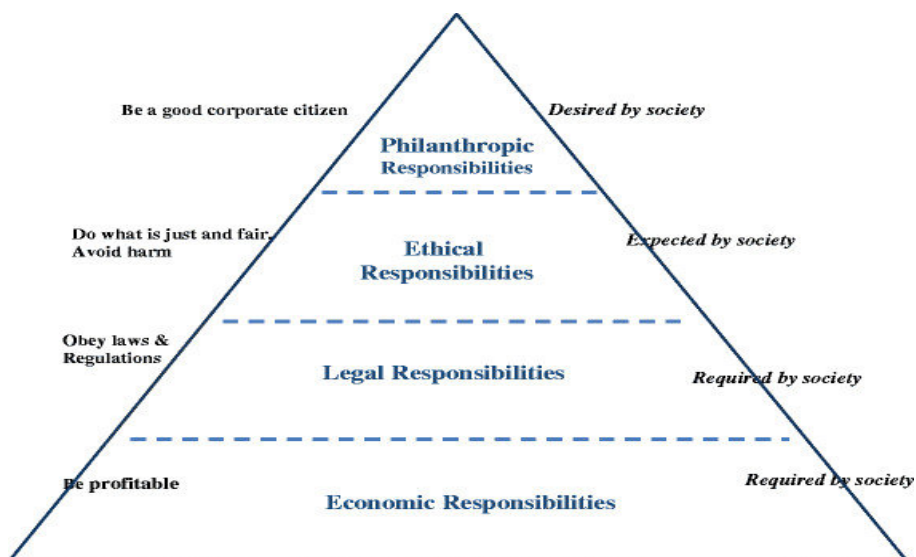 Be a good corporate citizen
Desired by society
Philanthropic
Responsibilities
Do what is just and fair,
Avoid harm
Expected by society
Ethical
Responsibilities
Obey laws &
Regulations
Legal Responsibilities
Required by society
Be profitable
Required by society
Economic Responsibilities